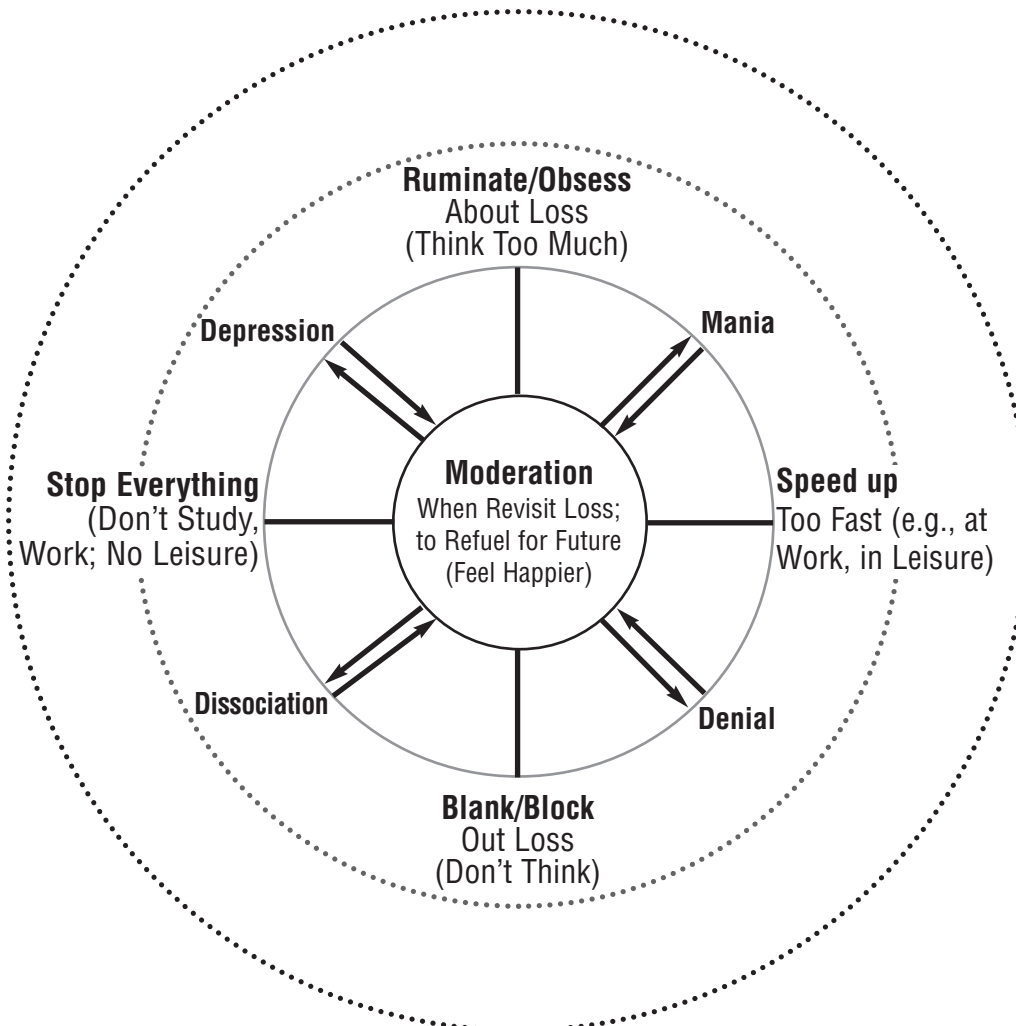 Ruminate/Obsess
About Loss
(Think Too Much)
Depression
Mania
Stop Everything
(Don't Study,
Work; No Leisure)
Moderation
When Revisit Loss;
to Refuel for Future
(Feel Happier)
Speed up
Too Fast (e.g., at
Work, in Leisure)
Dissociation
Denial
Blank/Block
Out Loss
(Don't Think)